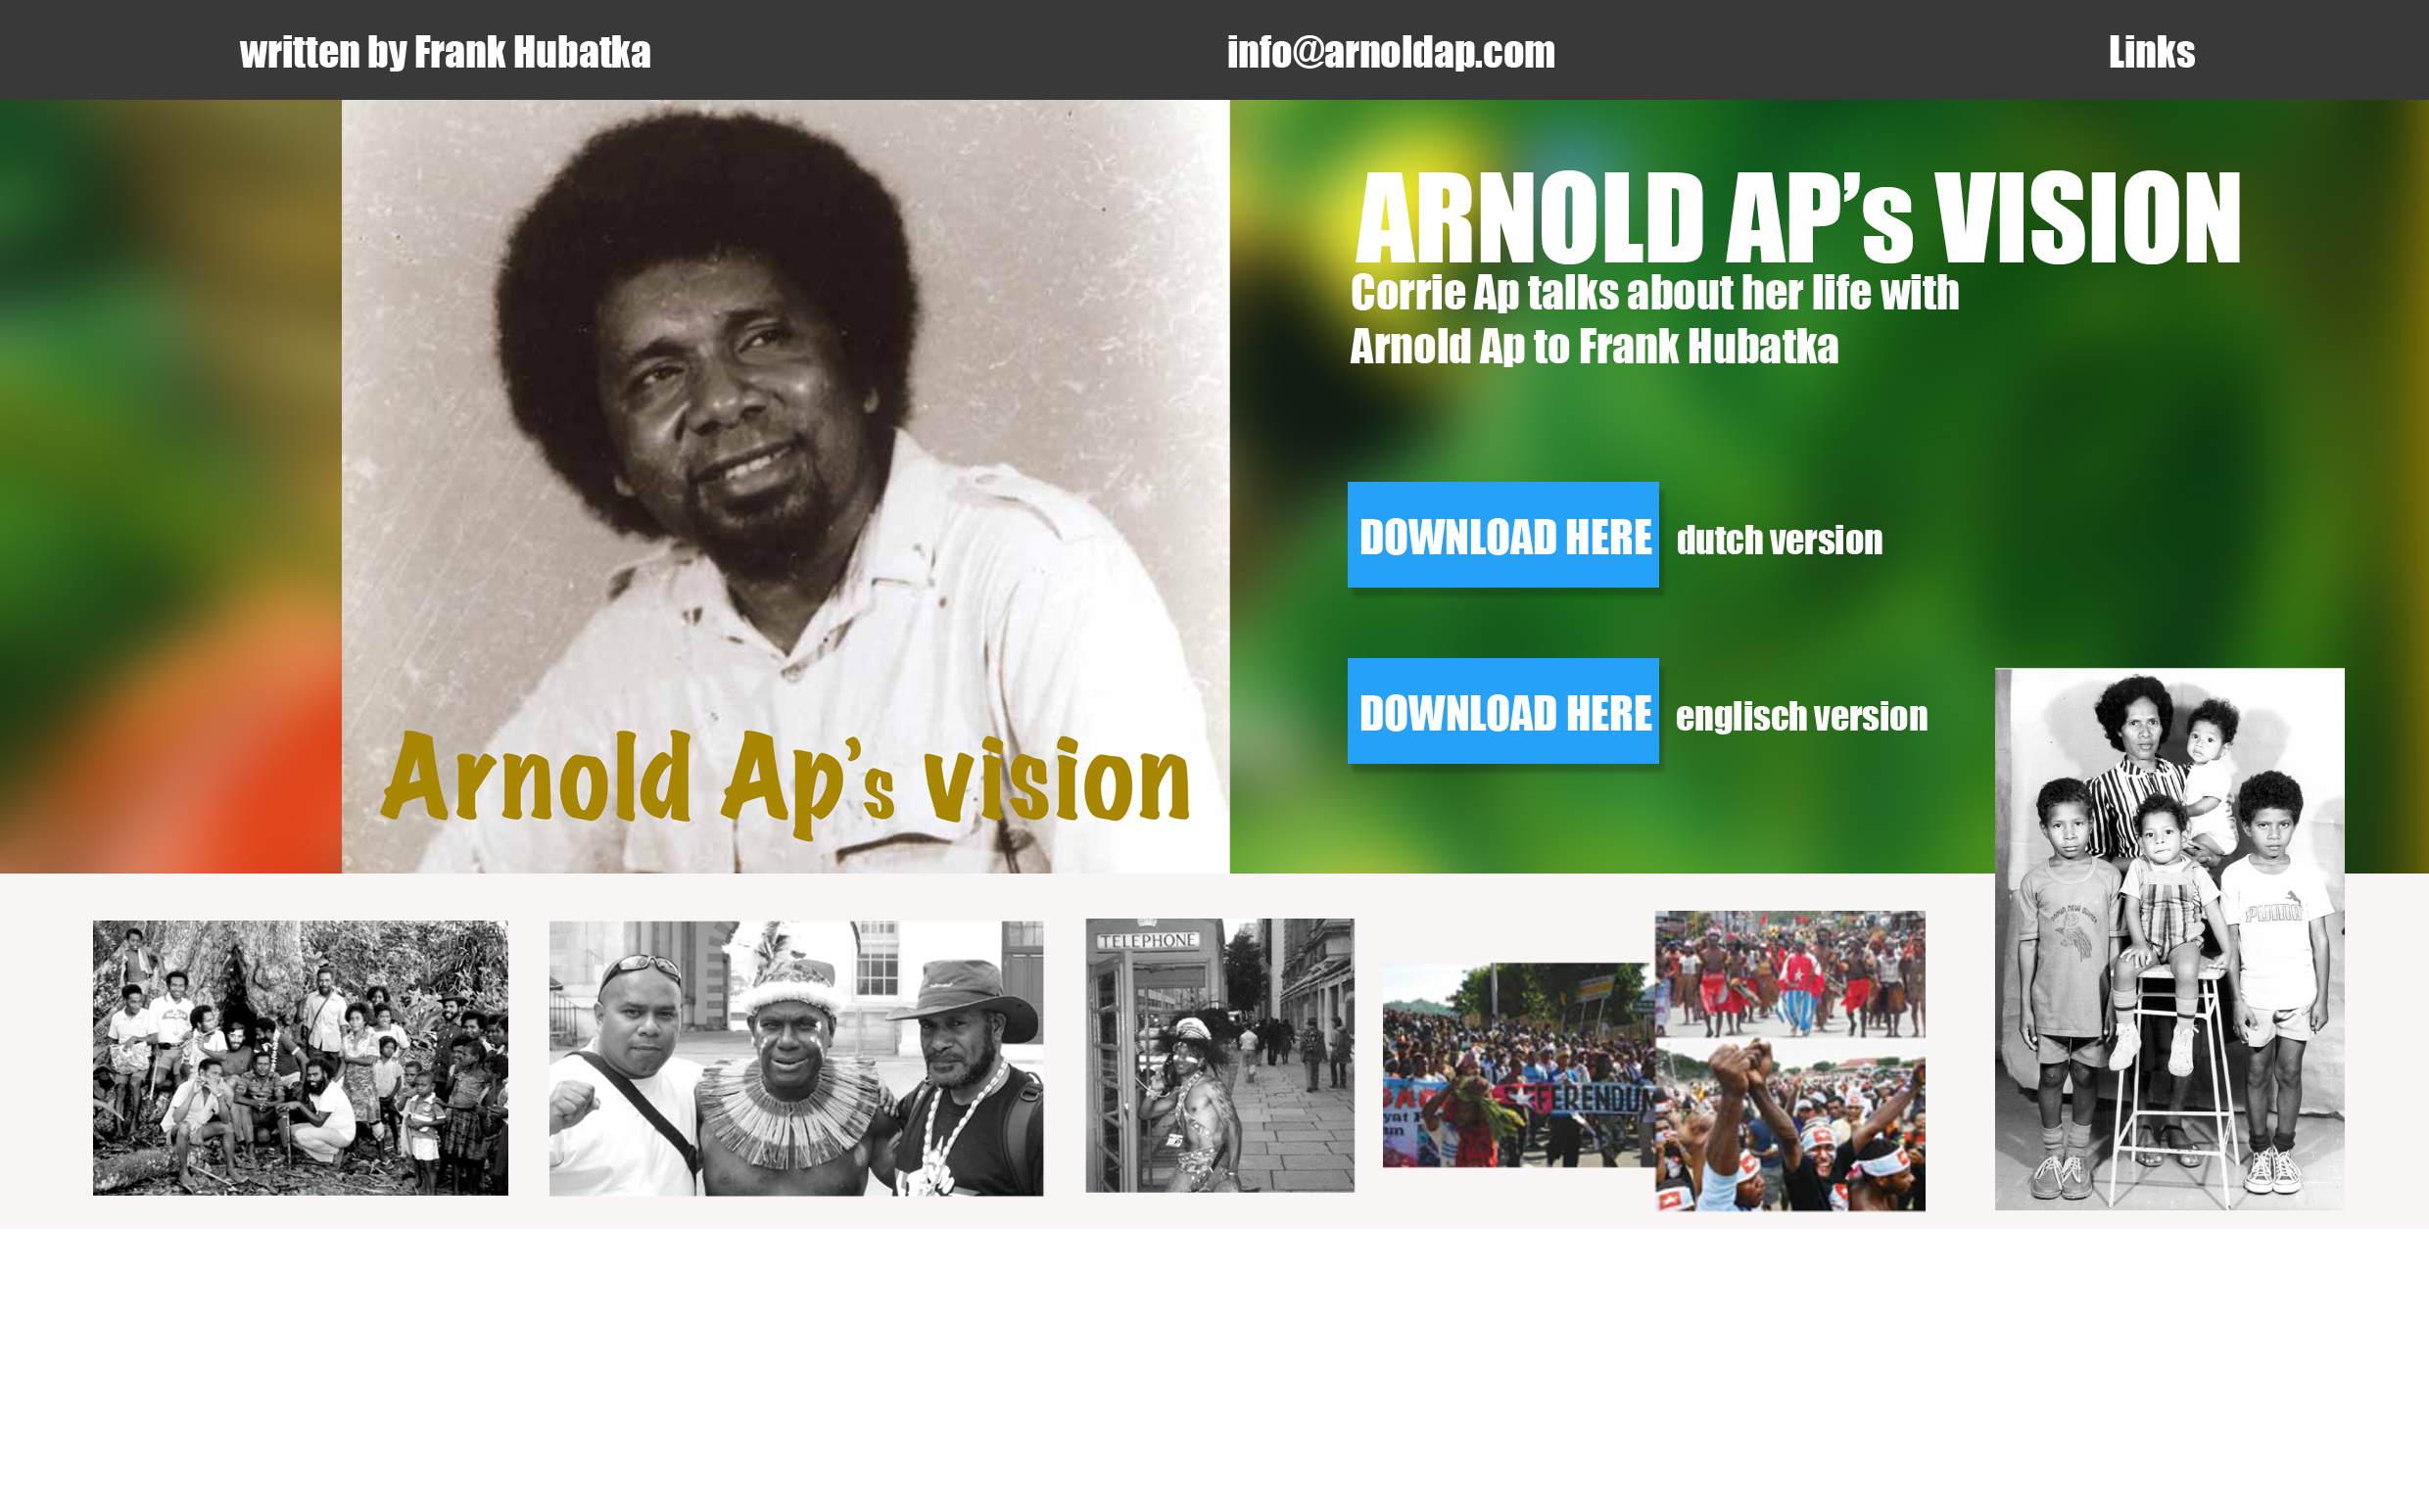 written by Frank Hubatka
info@arnoldap.com
Links
ARNOLD AP's VISION
Corrie Ap talks about her life with
Arnold Ap to Frank Hubatka
DOWNLOAD HERE dutch version
DOWNLOAD HERE englisch version
Arnold Ap's vision
TELEPHONE
PUMA